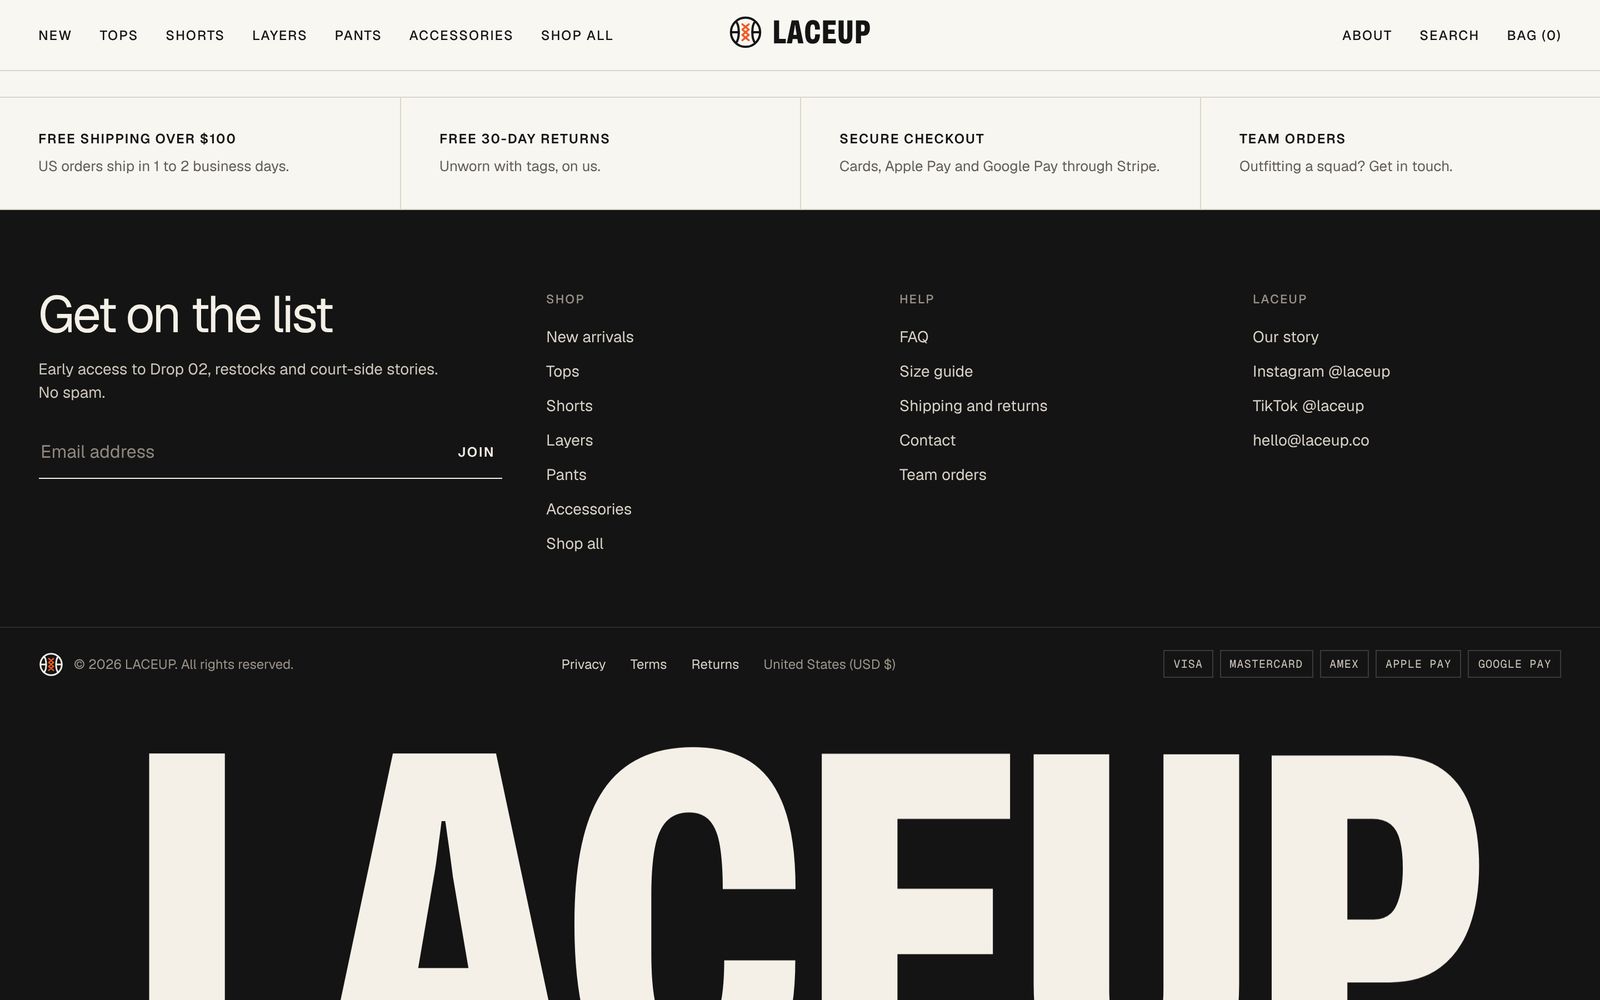 NEW TOPS SHORTS LAYERS PANTS ACCESSORIES SHOP ALL
LACEUP
ABOUT SEARCH BAG (0)
FREE SHIPPING OVER $100
US orders ship in 1 to 2 business days.
FREE 30-DAY RETURNS
Unworn with tags, on us.
SECURE CHECKOUT
Cards, Apple Pay and Google Pay through Stripe.
TEAM ORDERS
Outfitting a squad? Get in touch.
Get on the list
Early access to Drop 02, restocks and court-side stories.
No spam.
Email address
JOIN
SHOP
New arrivals
Tops
Shorts
Layers
Pants
Accessories
Shop all
HELP
FAQ
Size guide
Shipping and returns
Contact
Team orders
LACEUP
Our story
Instagram @laceup
TikTok @laceup
hello@laceup.co
© 2026 LACEUP. All rights reserved.
Privacy Terms Returns United States (USD $)
VISA MASTERCARD AMEX APPLE PAY GOOGLE PAY
LACEUP